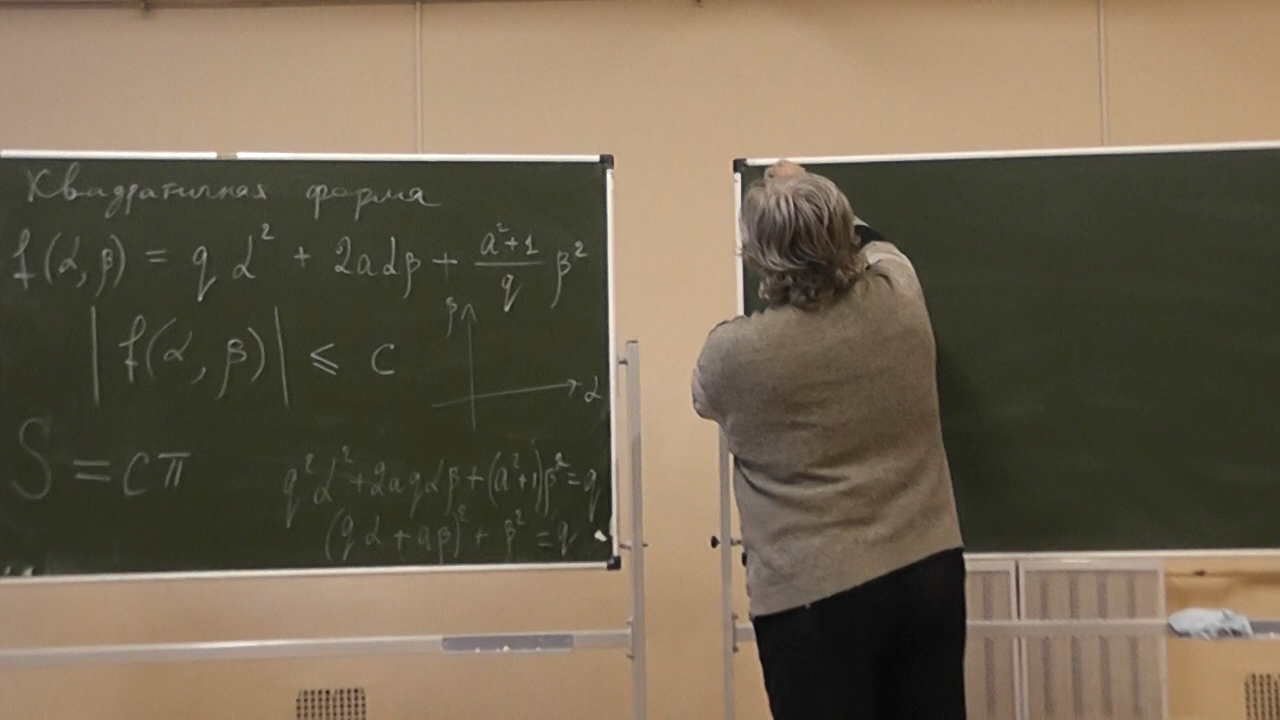 Квадратичная форма
f(α, β) = q α² + 2aαβ + (a²+1)/q β²
β
|f(α, β)| ⩽ c
α
S = cπ
q²α² + 2aqαβ + (a²+1)β² = q
(qα + aβ)² + β² = q